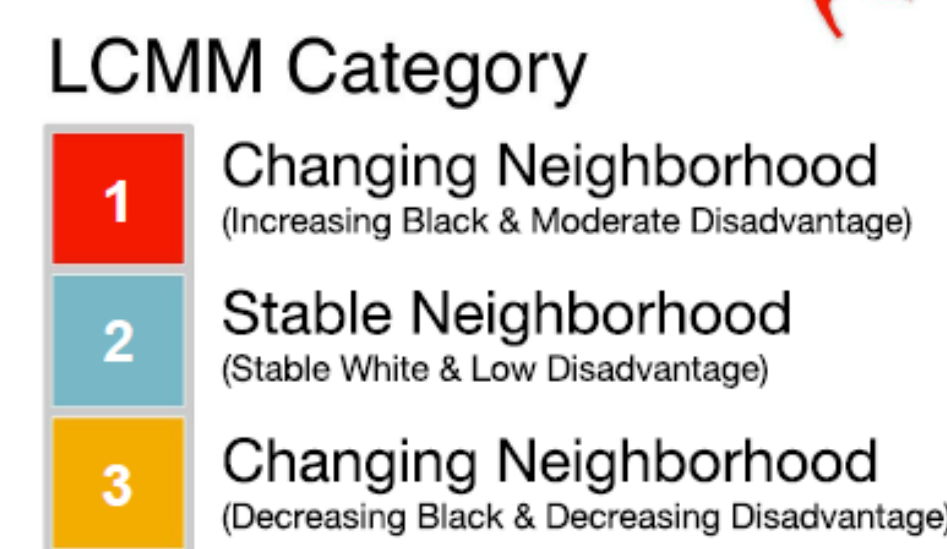 LCMM Category
1
Changing Neighborhood
(Increasing Black & Moderate Disadvantage)
2
Stable Neighborhood
(Stable White & Low Disadvantage)
3
Changing Neighborhood
(Decreasing Black & Decreasing Disadvantage)